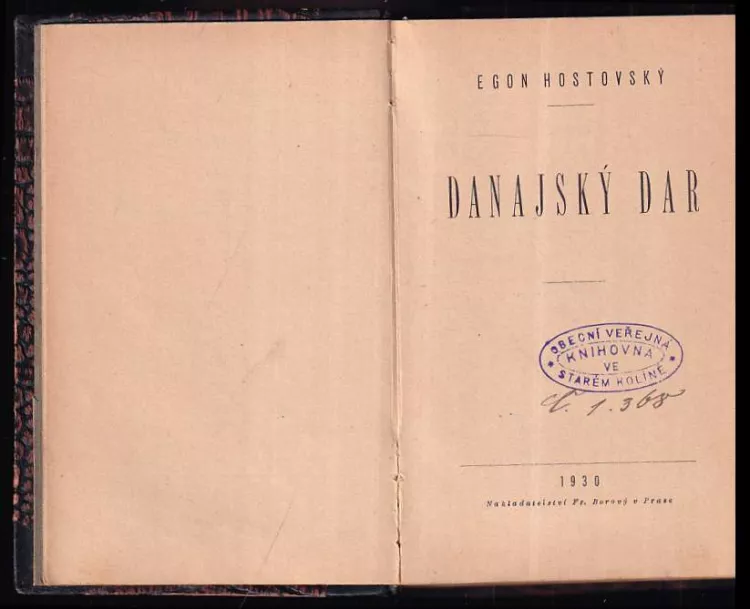 EGON HOSTOVSKÝ
DANAJSKÝ DAR
OBECNÍ VEŘEJNÁ
KNIHOVNA
VE
STARÉM KOLÍNĚ
Č. 1.368
1930
Nakladatelství Fr. Borový v Praze